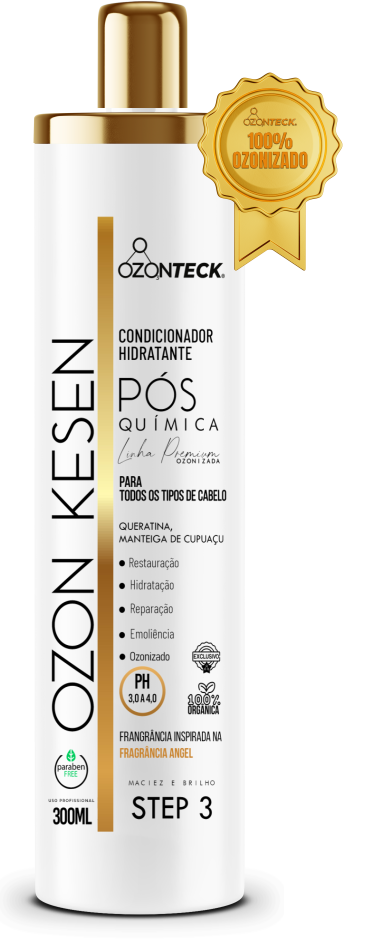 OZONTECK
100%
OZONIZADO
OZONTECK
CONDICIONADOR
HIDRATANTE
PÓS
QUÍMICA
Linha Premium
OZONIZADA
PARA
TODOS OS TIPOS DE CABELO
QUERATINA,
MANTEIGA DE CUPUAÇU
• Restauração
• Hidratação
• Reparação
• Emoliência
• Ozonizado
EXCLUSIVO
PH
3,0 A 4,0
100%
ORGÂNICA
FRANGRÂNCIA INSPIRADA NA
FRAGRÂNCIA ANGEL
MACIEZ E BRILHO
STEP 3
OZON KESEN
paraben
FREE
USO PROFISSIONAL
300ML